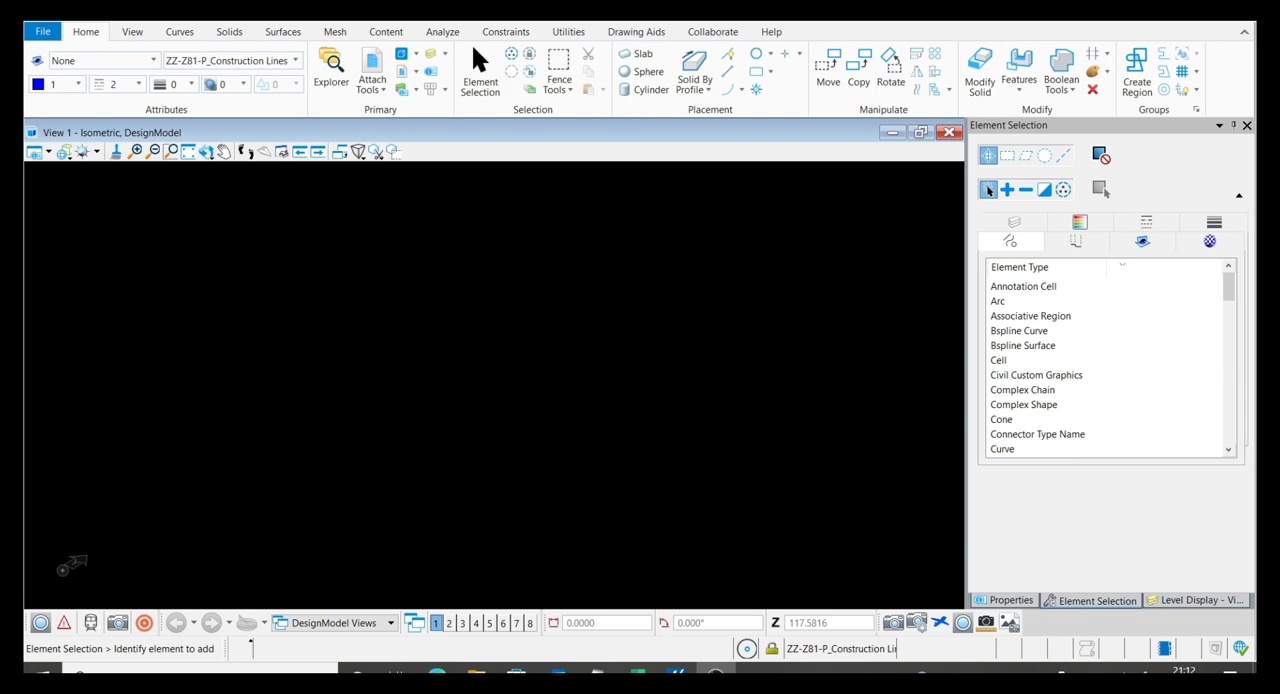 File Home View Curves Solids Surfaces Mesh Content Constraints Analyze Utilities Drawing Aids Collaborate Help
None ZZ-Z81-P_Construction Lines
1 2 0 0 0
Attributes
Explorer
Attach
Tools
Primary
Element
Selection
Fence
Tools
Selection
Slab
Sphere
Cylinder
Solid By
Profile
Placement
Move Copy Rotate
Manipulate
Modify
Solid
Features
Boolean
Tools
Modify
Create
Region
Groups
View 1 - Isometric, DesignModel
Element Selection
Element Type
Annotation Cell
Arc
Associative Region
Bspline Curve
Bspline Surface
Cell
Civil Custom Graphics
Complex Chain
Complex Shape
Cone
Connector Type Name
Curve
Properties Element Selection Level Display - Vi...
DesignModel Views 1 2 3 4 5 6 7 8 0.0000 0.000° Z 117.5816
Element Selection > Identify element to add ZZ-Z81-P_Construction Li
21:12